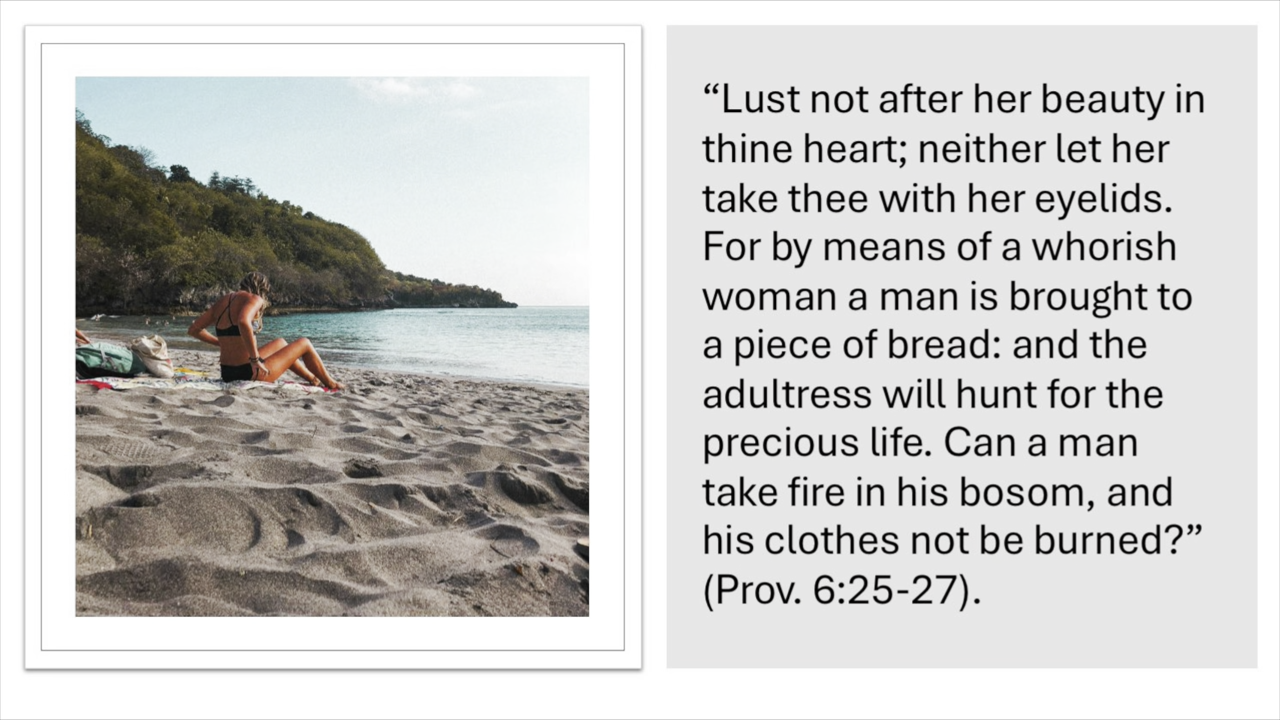 “Lust not after her beauty in
thine heart; neither let her
take thee with her eyelids.
For by means of a whorish
woman a man is brought to
a piece of bread: and the
adultress will hunt for the
precious life. Can a man
take fire in his bosom, and
his clothes not be burned?”
(Prov. 6:25-27).